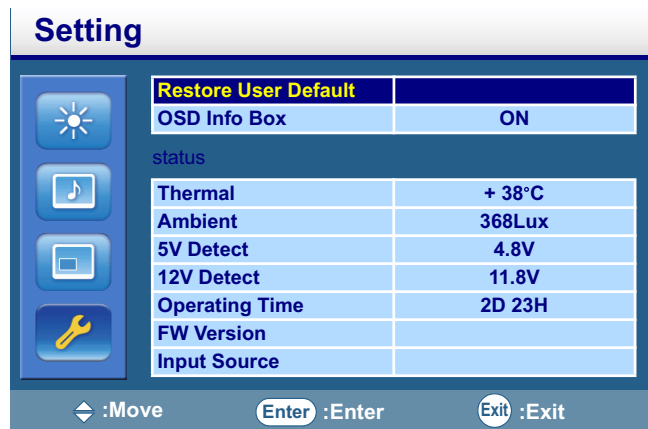 Setting
Restore User Default
OSD Info Box ON
status
Thermal + 38°C
Ambient 368Lux
5V Detect 4.8V
12V Detect 11.8V
Operating Time 2D 23H
FW Version
Input Source
:Move Enter :Enter Exit :Exit